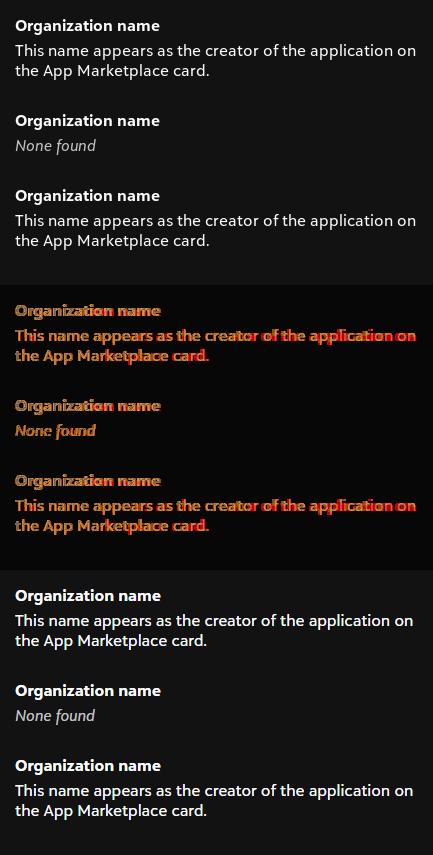 Organization name
This name appears as the creator of the application on
the App Marketplace card.
Organization name
None found
Organization name
This name appears as the creator of the application on
the App Marketplace card.
Organization name
This name appears as the creator of the application on
the App Marketplace card.
Organization name
None found
Organization name
This name appears as the creator of the application on
the App Marketplace card.
Organization name
This name appears as the creator of the application on
the App Marketplace card.
Organization name
None found
Organization name
This name appears as the creator of the application on
the App Marketplace card.